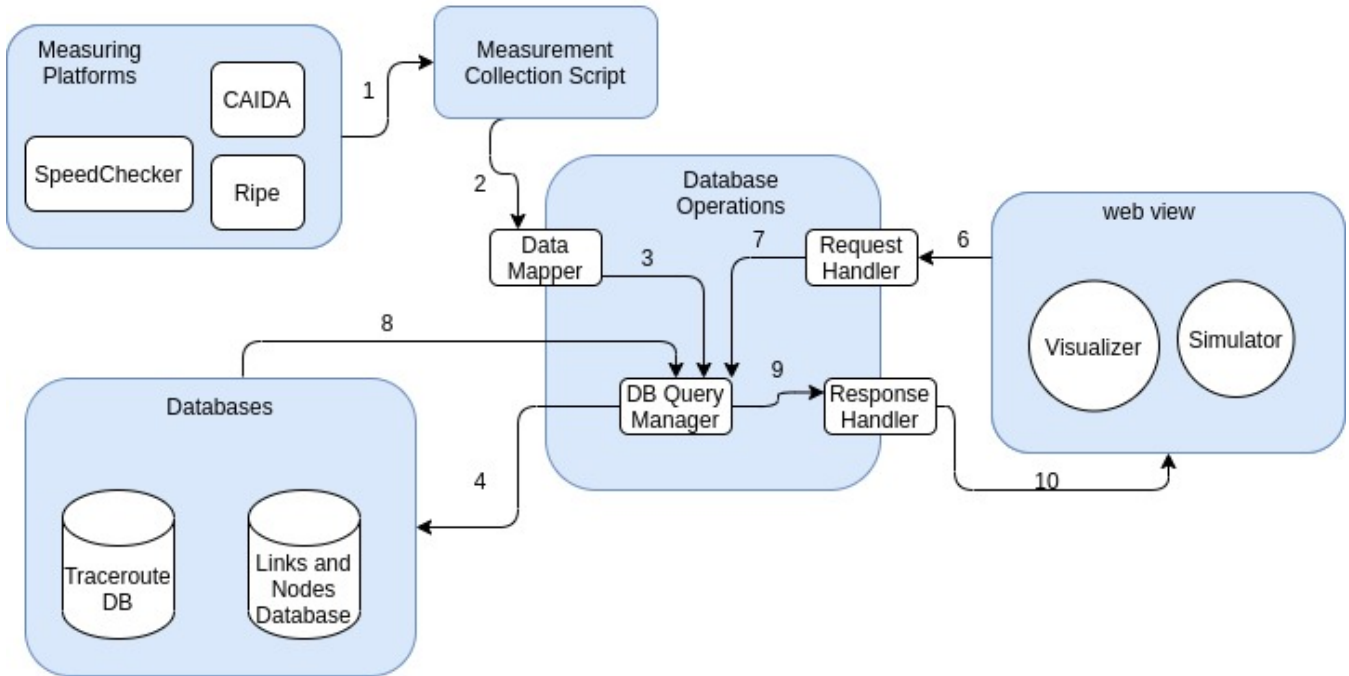 Measuring
Platforms
CAIDA
SpeedChecker
Ripe
1
Measurement
Collection Script
2
Database
Operations
Data
Mapper
3
7
Request
Handler
6
web view
Visualizer
Simulator
8
DB Query
Manager
9
Response
Handler
10
4
Databases
Traceroute
DB
Links and
Nodes
Database